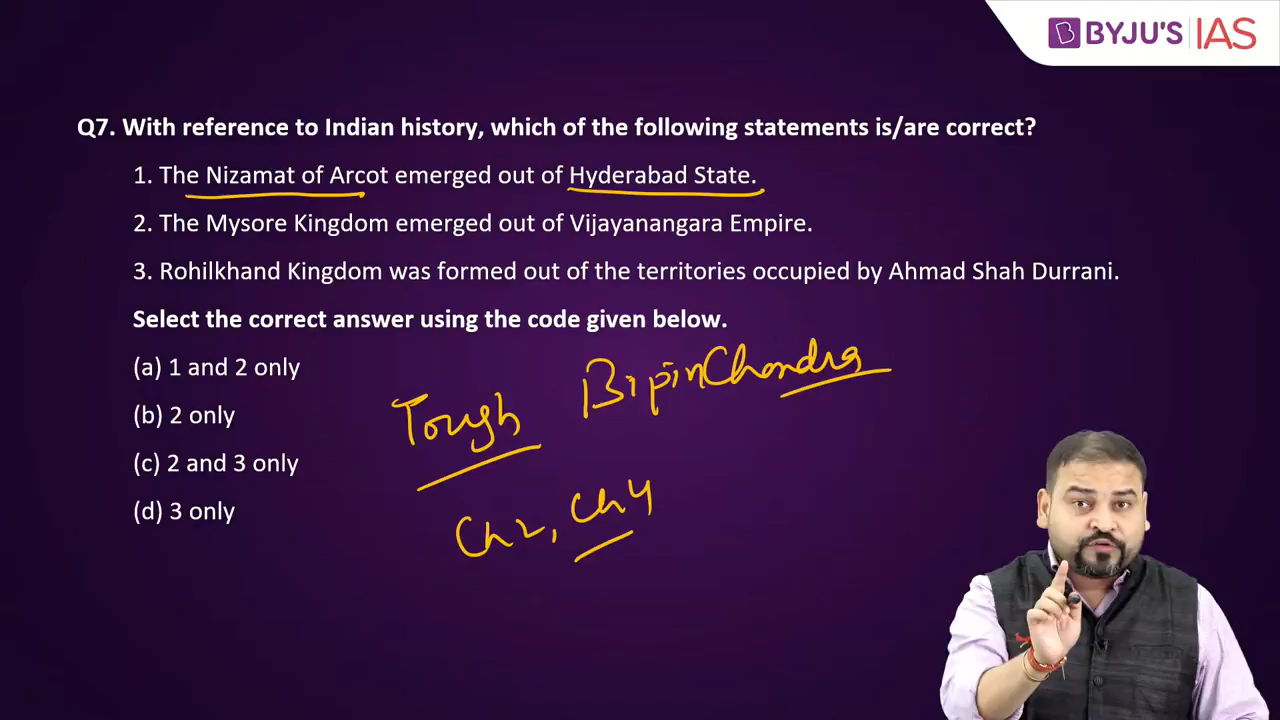 BYJU'S IAS
Q7. With reference to Indian history, which of the following statements is/are correct?
1. The Nizamat of Arcot emerged out of Hyderabad State.
2. The Mysore Kingdom emerged out of Vijayanangara Empire.
3. Rohilkhand Kingdom was formed out of the territories occupied by Ahmad Shah Durrani.
Select the correct answer using the code given below.
(a) 1 and 2 only
(b) 2 only
(c) 2 and 3 only
(d) 3 only
Tough BipinChandra
Ch2, Ch4